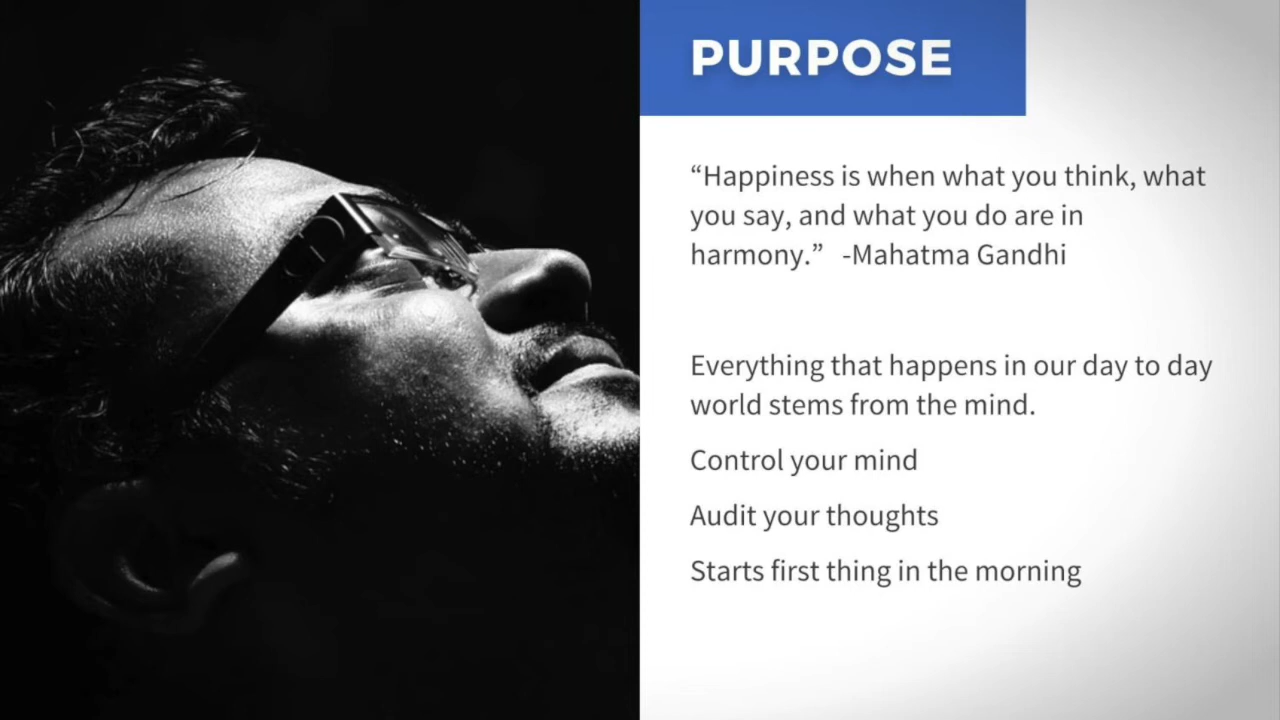 PURPOSE
“Happiness is when what you think, what
you say, and what you do are in
harmony.”   -Mahatma Gandhi
Everything that happens in our day to day
world stems from the mind.
Control your mind
Audit your thoughts
Starts first thing in the morning